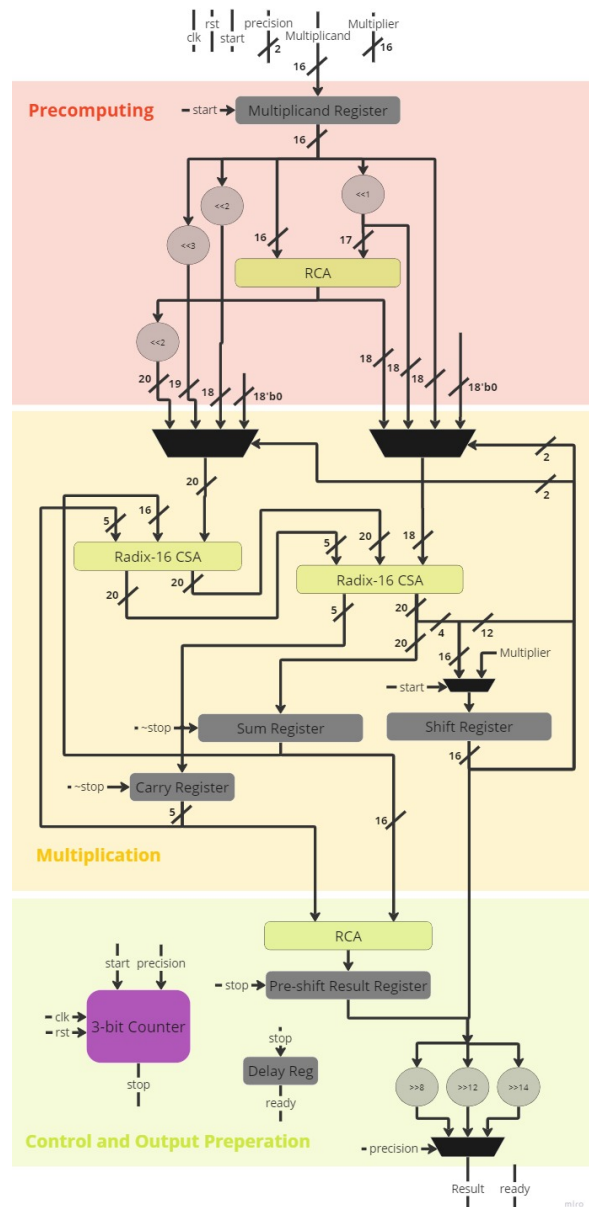 clk
rst
start
precision
2
Multiplicand
16
Multiplier
16
Precomputing
start
Multiplicand Register
16
<<1
<<2
<<3
16
17
RCA
<<2
20
19
18
18'b0
18
18
18
18'b0
2
2
20
5
16
Radix-16 CSA
20
20
5
20
18
Radix-16 CSA
5
20
20
4
12
16
Multiplier
start
~stop
Sum Register
Shift Register
16
~stop
Carry Register
5
16
Multiplication
RCA
start
precision
stop
Pre-shift Result Register
clk
rst
3-bit Counter
stop
stop
Delay Reg
ready
>>8
>>12
>>14
Control and Output Preperation
precision
Result
ready
miro